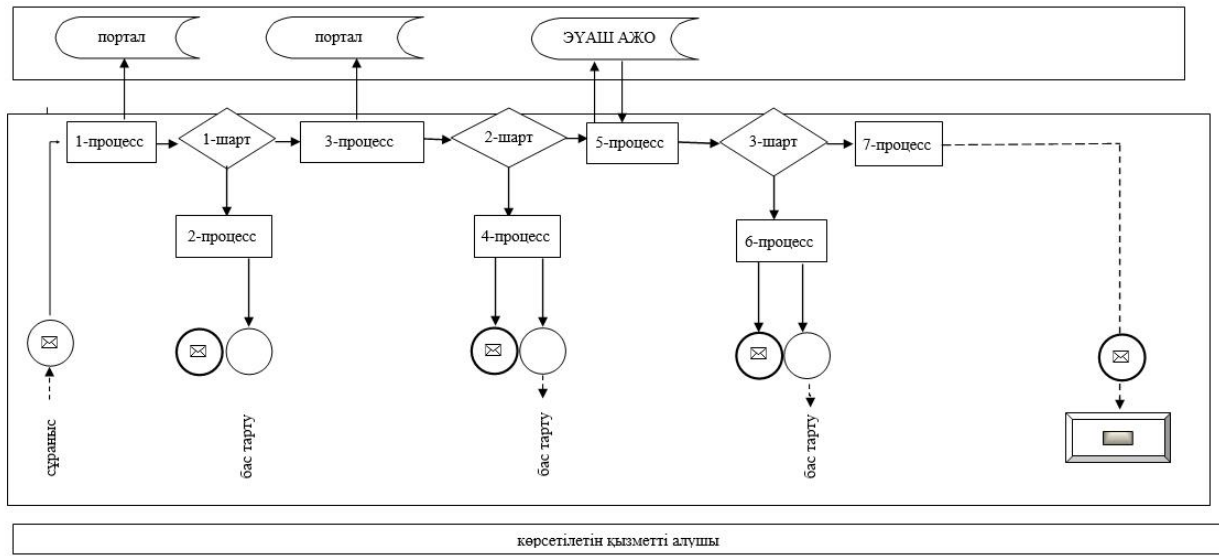 портал
портал
ЭҮАШ АЖО
1-процесс
1-шарт
3-процесс
2-шарт
5-процесс
3-шарт
7-процесс
2-процесс
4-процесс
6-процесс
сұраныс
бас тарту
бас тарту
бас тарту
көрсетілетін қызметті алушы